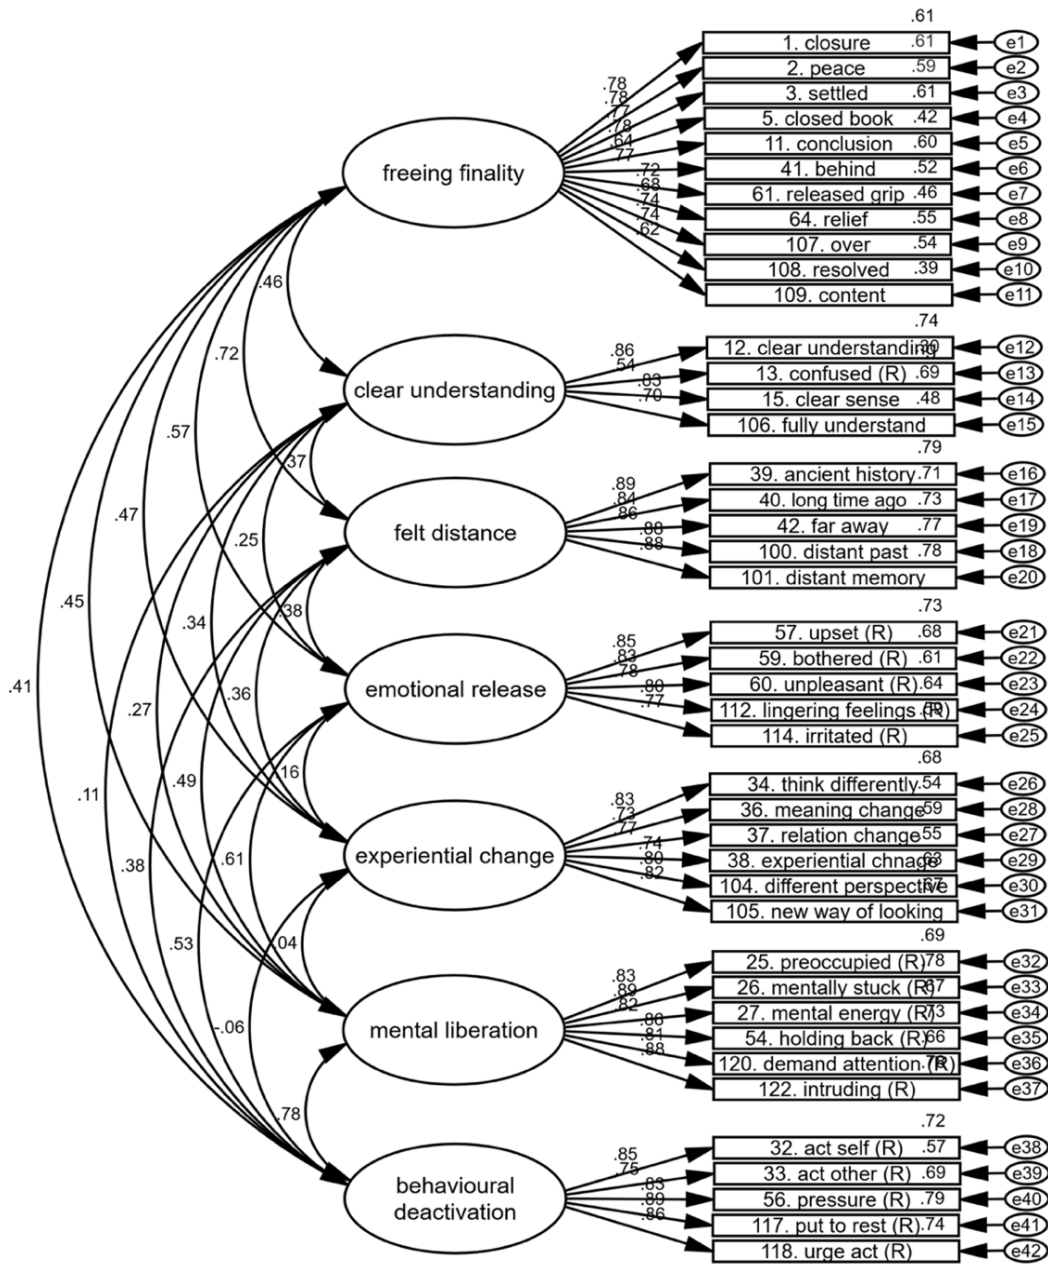 .61
1. closure .61 e1
2. peace .59 e2
3. settled .61 e3
5. closed book .42 e4
11. conclusion .60 e5
41. behind .52 e6
61. released grip .46 e7
64. relief .55 e8
107. over .54 e9
108. resolved .39 e10
109. content e11
.78
.78
.77
.78
.64
.77
.72
.68
.74
.74
.62
freeing finality
.46
.72
.57
.47
.45
.41
.74
12. clear understanding .30 e12
13. confused (R) .69 e13
15. clear sense .48 e14
106. fully understand e15
.86
.54
.83
.70
clear understanding
.37
.25
.34
.27
.11
.79
39. ancient history .71 e16
40. long time ago .73 e17
42. far away .77 e19
100. distant past .78 e18
101. distant memory e20
.89
.84
.86
.88
.88
felt distance
.38
.36
.49
.38
.73
57. upset (R) .68 e21
59. bothered (R) .61 e22
60. unpleasant (R) .64 e23
112. lingering feelings (R) e24
114. irritated (R) e25
.85
.83
.78
.80
.77
emotional release
.16
.61
.53
.68
34. think differently .54 e26
36. meaning change .59 e28
37. relation change .55 e27
38. experiential chnage .63 e29
104. different perspective .67 e30
105. new way of looking e31
.83
.73
.77
.74
.80
.82
experiential change
.04
-.06
.69
25. preoccupied (R) .78 e32
26. mentally stuck (R) .67 e33
27. mental energy (R) .73 e34
54. holding back (R) .66 e35
120. demand attention (R) .78 e36
122. intruding (R) e37
.83
.89
.82
.86
.81
.88
mental liberation
.78
.72
32. act self (R) .57 e38
33. act other (R) .69 e39
56. pressure (R) .79 e40
117. put to rest (R) .74 e41
118. urge act (R) e42
.85
.75
.83
.89
.86
behavioural
deactivation